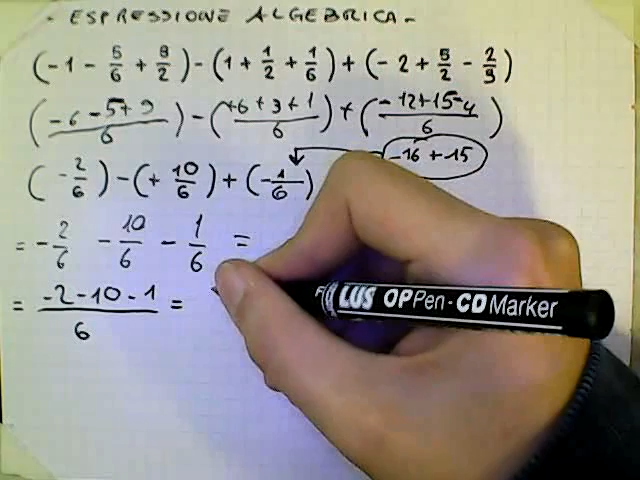 - ESPRESSIONE ALGEBRICA -
(-1 - 5/6 + 3/2) - (1 + 1/2 + 1/6) + (-2 + 5/2 - 2/3)
(-6 - 5 + 9 / 6) - (+6 + 3 + 1 / 6) + (-12 + 15 - 4 / 6)
(-2/6) - (+10/6) + (-1/6) -16 + 15
= -2/6 - 10/6 - 1/6 =
= -2 - 10 - 1 / 6 =
LUS OPPen - CD Marker